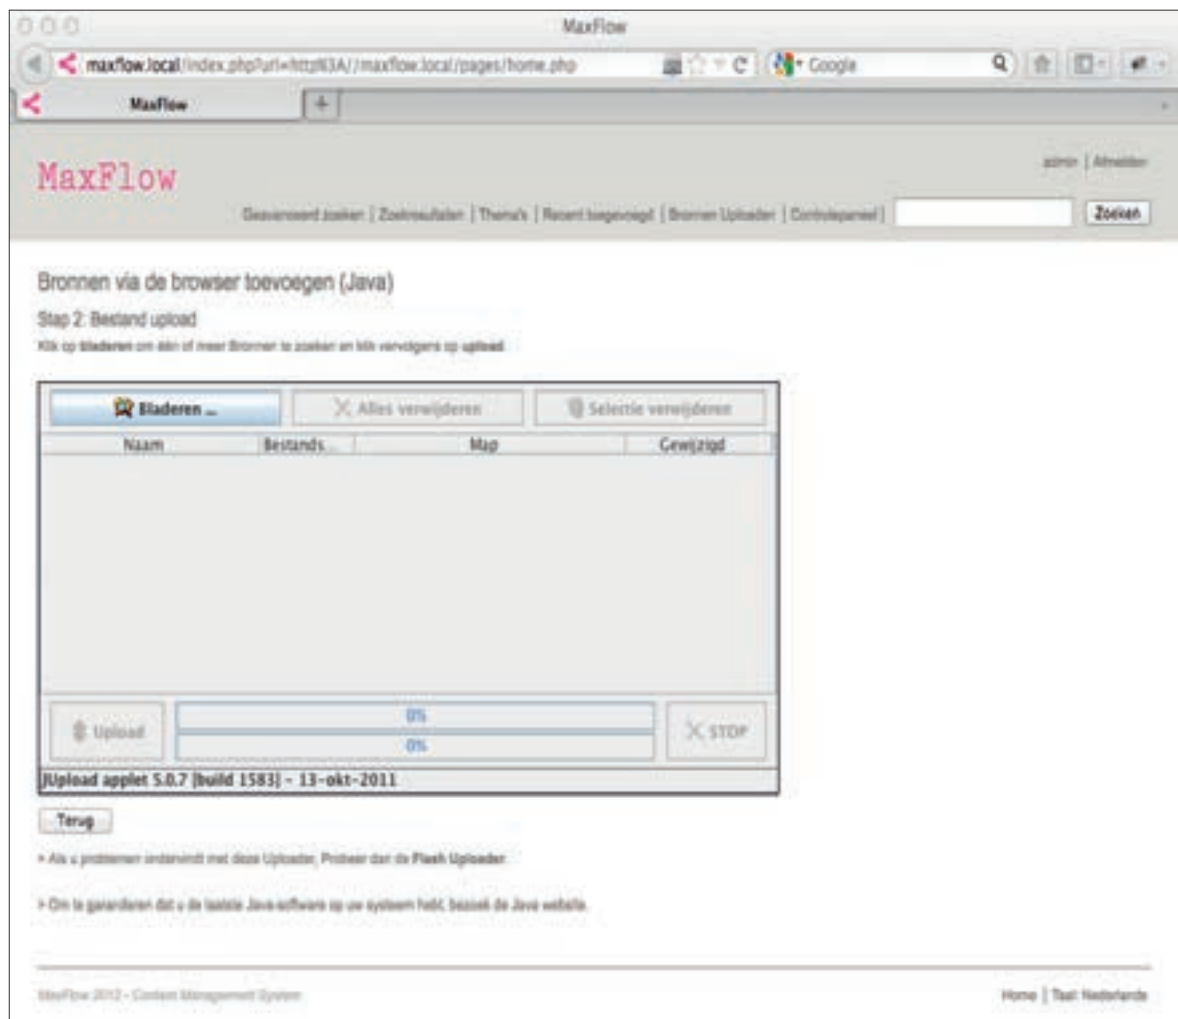 MaxFlow
maxflow.local/index.php?url=http%3A//maxflow.local/pages/home.php
Google
MaxFlow
+
MaxFlow
admin | Afmelden
Geavanceerd zoeken | Zoekresultaten | Thema's | Recent toegevoegd | Bronnen Uploader | Controlepaneel |
Zoeken
Bronnen via de browser toevoegen (Java)
Stap 2: Bestand upload
Klik op bladeren om één of meer Bronnen te zoeken en klik vervolgens op upload
Bladeren ...
Alles verwijderen
Selectie verwijderen
Naam
Bestands...
Map
Gewijzigd
Upload
0%
0%
STOP
JUpload applet 5.0.7 [build 1583] - 13-okt-2011
Terug
> Als u problemen ondervindt met deze Uploader, Probeer dan de Flash Uploader.
> Om te garanderen dat u de laatste Java-software op uw systeem hebt, bezoek de Java website.
MaxFlow 2012 - Content Management System
Home | Taal: Nederlands